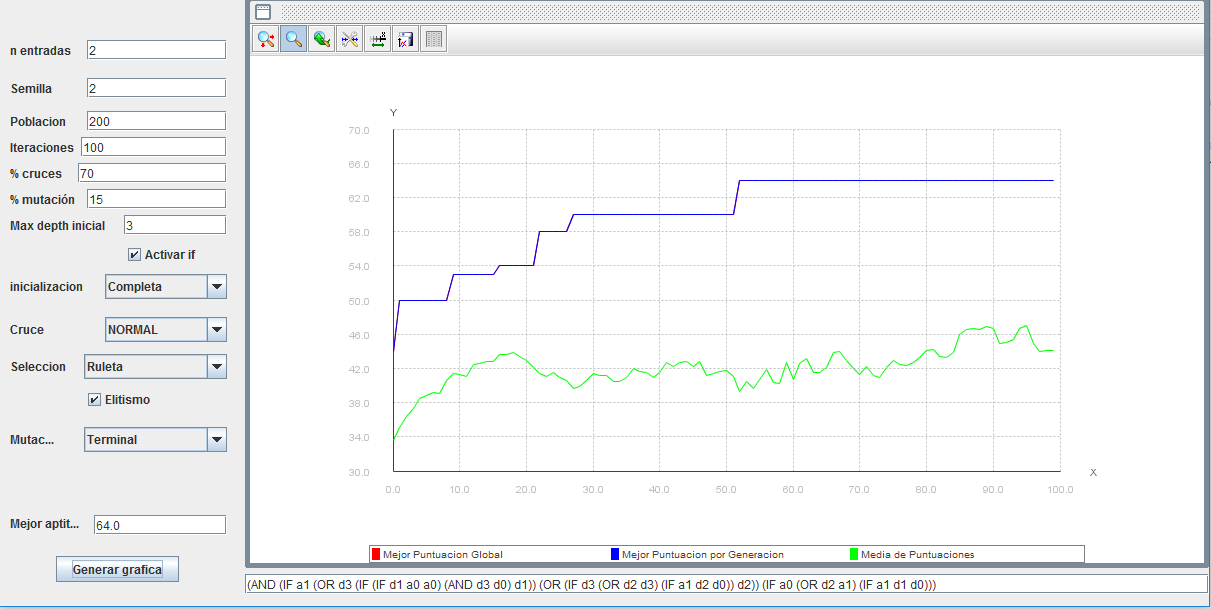 n entradas 2
Semilla 2
Poblacion 200
Iteraciones 100
% cruces 70
% mutación 15
Max depth inicial 3
Activar if
inicializacion Completa
Cruce NORMAL
Seleccion Ruleta
Elitismo
Mutac... Terminal
Mejor aptit... 64.0
Generar grafica
Y
70.0
66.0
62.0
58.0
54.0
50.0
46.0
42.0
38.0
34.0
30.0
0.0 10.0 20.0 30.0 40.0 50.0 60.0 70.0 80.0 90.0 100.0
X
Mejor Puntuacion Global Mejor Puntuacion por Generacion Media de Puntuaciones
(AND (IF a1 (OR d3 (IF (IF d1 a0 a0) (AND d3 d0) d1)) (OR (IF d3 (OR d2 d3) (IF a1 d2 d0)) d2)) (IF a0 (OR d2 a1) (IF a1 d1 d0)))